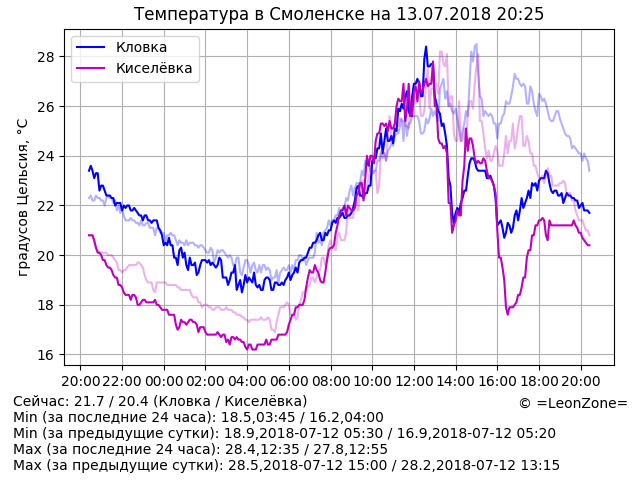 Температура в Смоленске на 13.07.2018 20:25
градусов Цельсия, °C
Кловка
Киселёвка
28
26
24
22
20
18
16
20:00 22:00 00:00 02:00 04:00 06:00 08:00 10:00 12:00 14:00 16:00 18:00 20:00
Сейчас: 21.7 / 20.4 (Кловка / Киселёвка)
© =LeonZone=
Min (за последние 24 часа): 18.5,03:45 / 16.2,04:00
Min (за предыдущие сутки): 18.9,2018-07-12 05:30 / 16.9,2018-07-12 05:20
Max (за последние 24 часа): 28.4,12:35 / 27.8,12:55
Max (за предыдущие сутки): 28.5,2018-07-12 15:00 / 28.2,2018-07-12 13:15